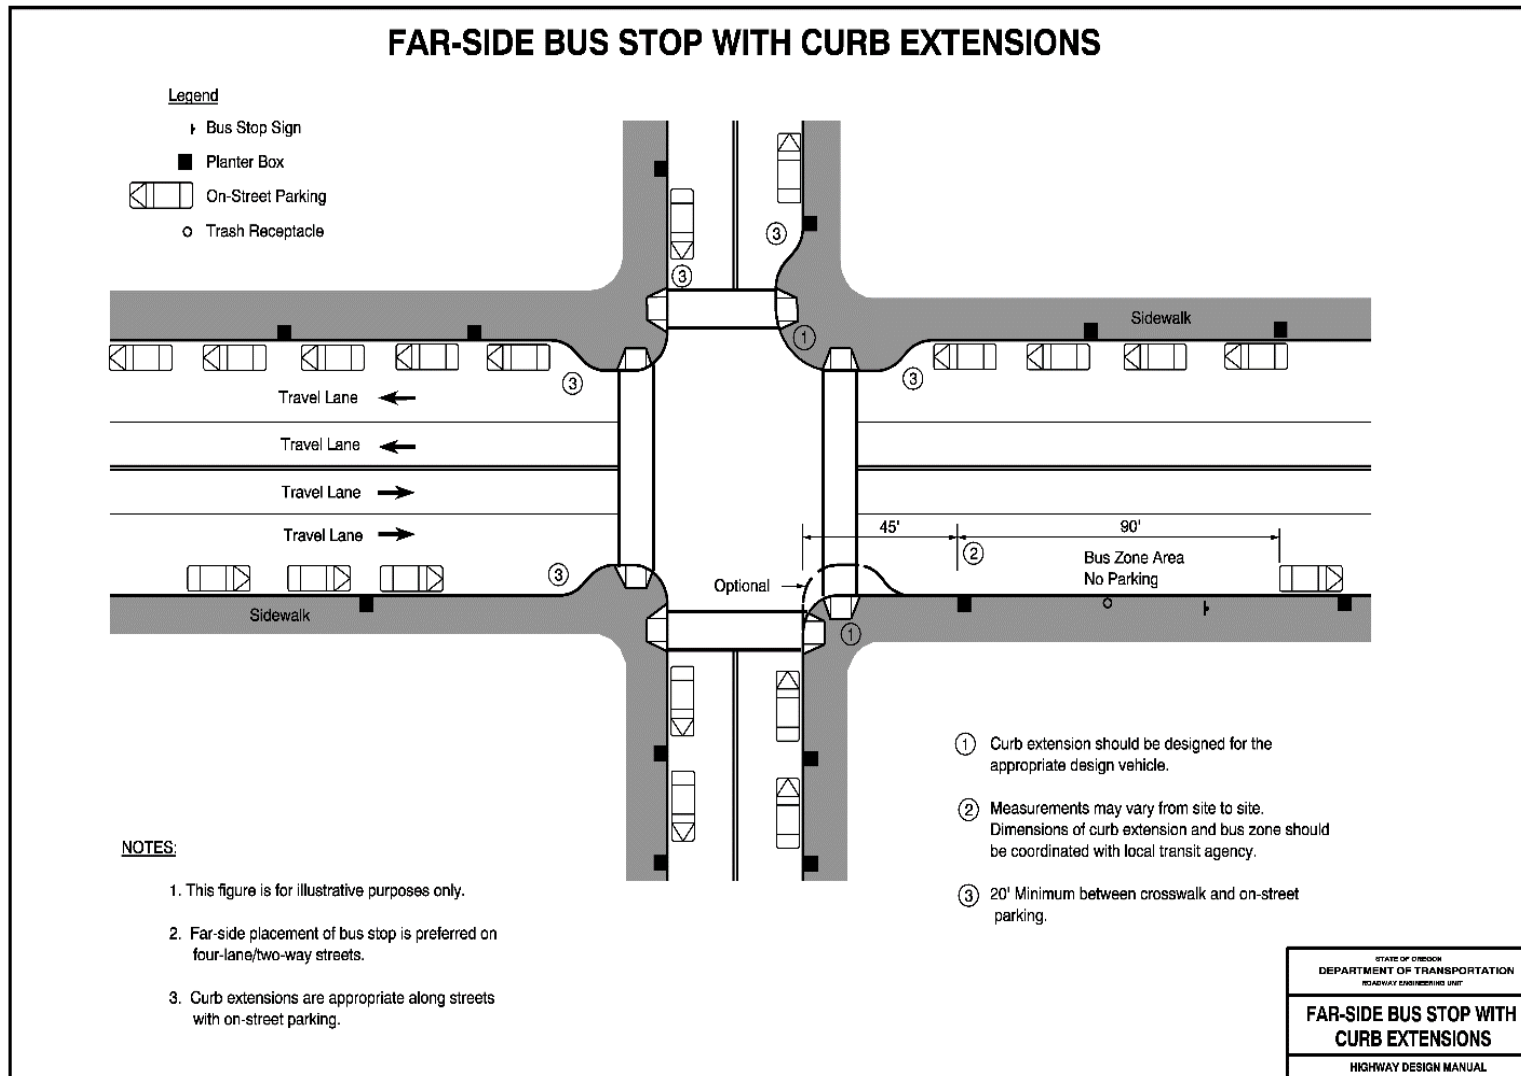 FAR-SIDE BUS STOP WITH CURB EXTENSIONS
Legend
Bus Stop Sign
Planter Box
On-Street Parking
Trash Receptacle
3
3
1
Sidewalk
3
3
Travel Lane
Travel Lane
Travel Lane
Travel Lane
45'
90'
2
Bus Zone Area
No Parking
3
Optional
Sidewalk
1
1 Curb extension should be designed for the
appropriate design vehicle.
2 Measurements may vary from site to site.
Dimensions of curb extension and bus zone should
be coordinated with local transit agency.
3 20' Minimum between crosswalk and on-street
parking.
NOTES:
1. This figure is for illustrative purposes only.
2. Far-side placement of bus stop is preferred on
four-lane/two-way streets.
3. Curb extensions are appropriate along streets
with on-street parking.
STATE OF OREGON
DEPARTMENT OF TRANSPORTATION
ROADWAY ENGINEERING UNIT
FAR-SIDE BUS STOP WITH
CURB EXTENSIONS
HIGHWAY DESIGN MANUAL